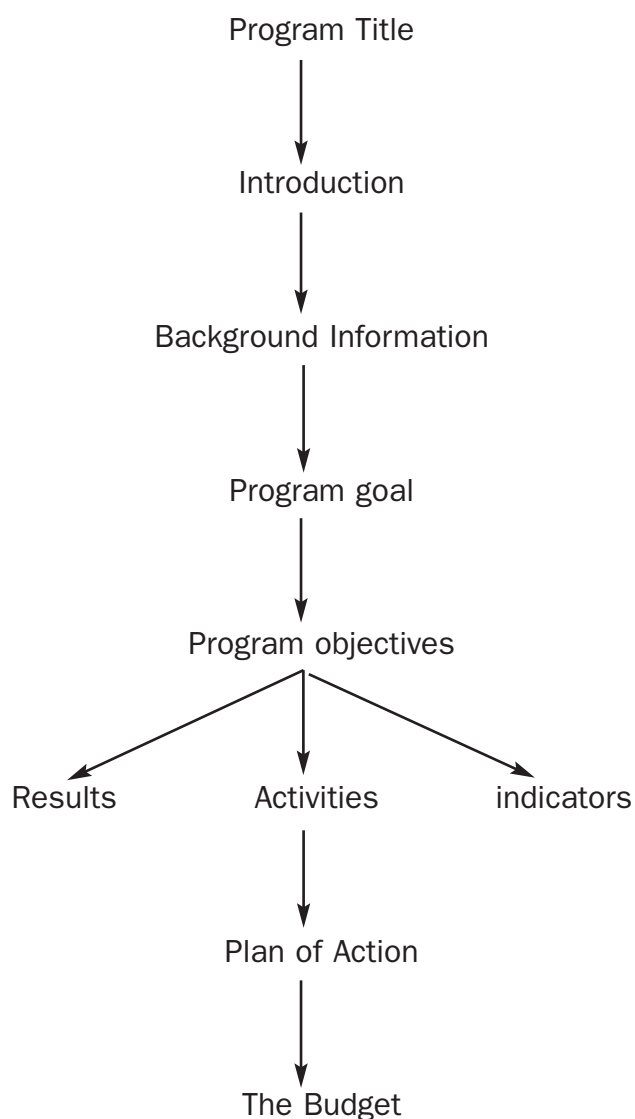 Program Title
Introduction
Background Information
Program goal
Program objectives
Results Activities indicators
Plan of Action
The Budget